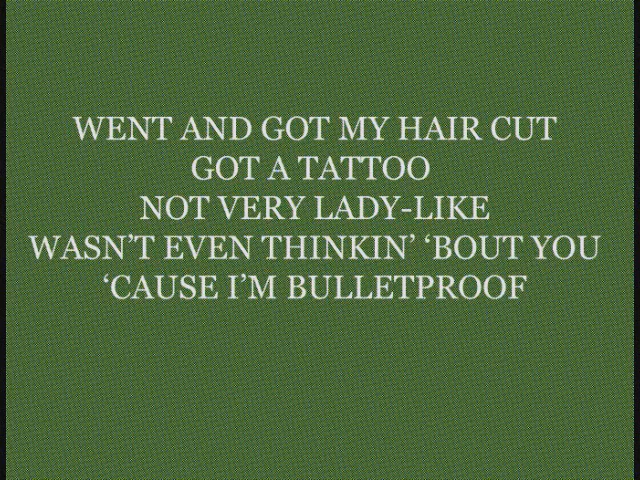 WENT AND GOT MY HAIR CUT
GOT A TATTOO
NOT VERY LADY-LIKE
WASN’T EVEN THINKIN’ ‘BOUT YOU
‘CAUSE I’M BULLETPROOF